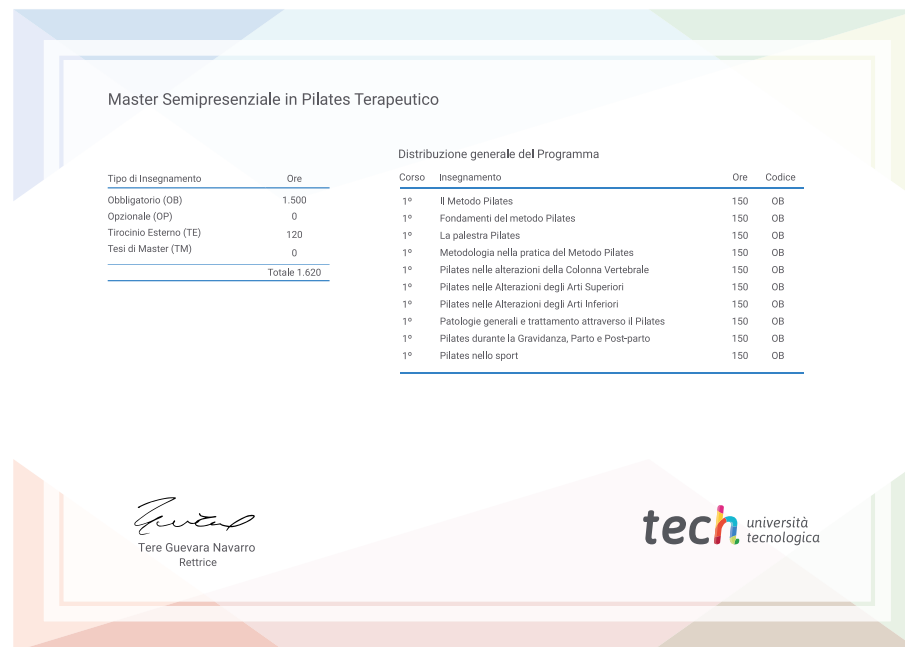 Master Semipresenziale in Pilates Terapeutico
Tipo di Insegnamento Ore
Obbligatorio (OB) 1.500
Opzionale (OP) 0
Tirocinio Esterno (TE) 120
Tesi di Master (TM) 0
Totale 1.620
Distribuzione generale del Programma
Corso Insegnamento Ore Codice
1º Il Metodo Pilates 150 OB
1º Fondamenti del metodo Pilates 150 OB
1º La palestra Pilates 150 OB
1º Metodologia nella pratica del Metodo Pilates 150 OB
1º Pilates nelle alterazioni della Colonna Vertebrale 150 OB
1º Pilates nelle Alterazioni degli Arti Superiori 150 OB
1º Pilates nelle Alterazioni degli Arti Inferiori 150 OB
1º Patologie generali e trattamento attraverso il Pilates 150 OB
1º Pilates durante la Gravidanza, Parto e Post-parto 150 OB
1º Pilates nello sport 150 OB
Tere Guevara Navarro
Rettrice
tech università
tecnologica